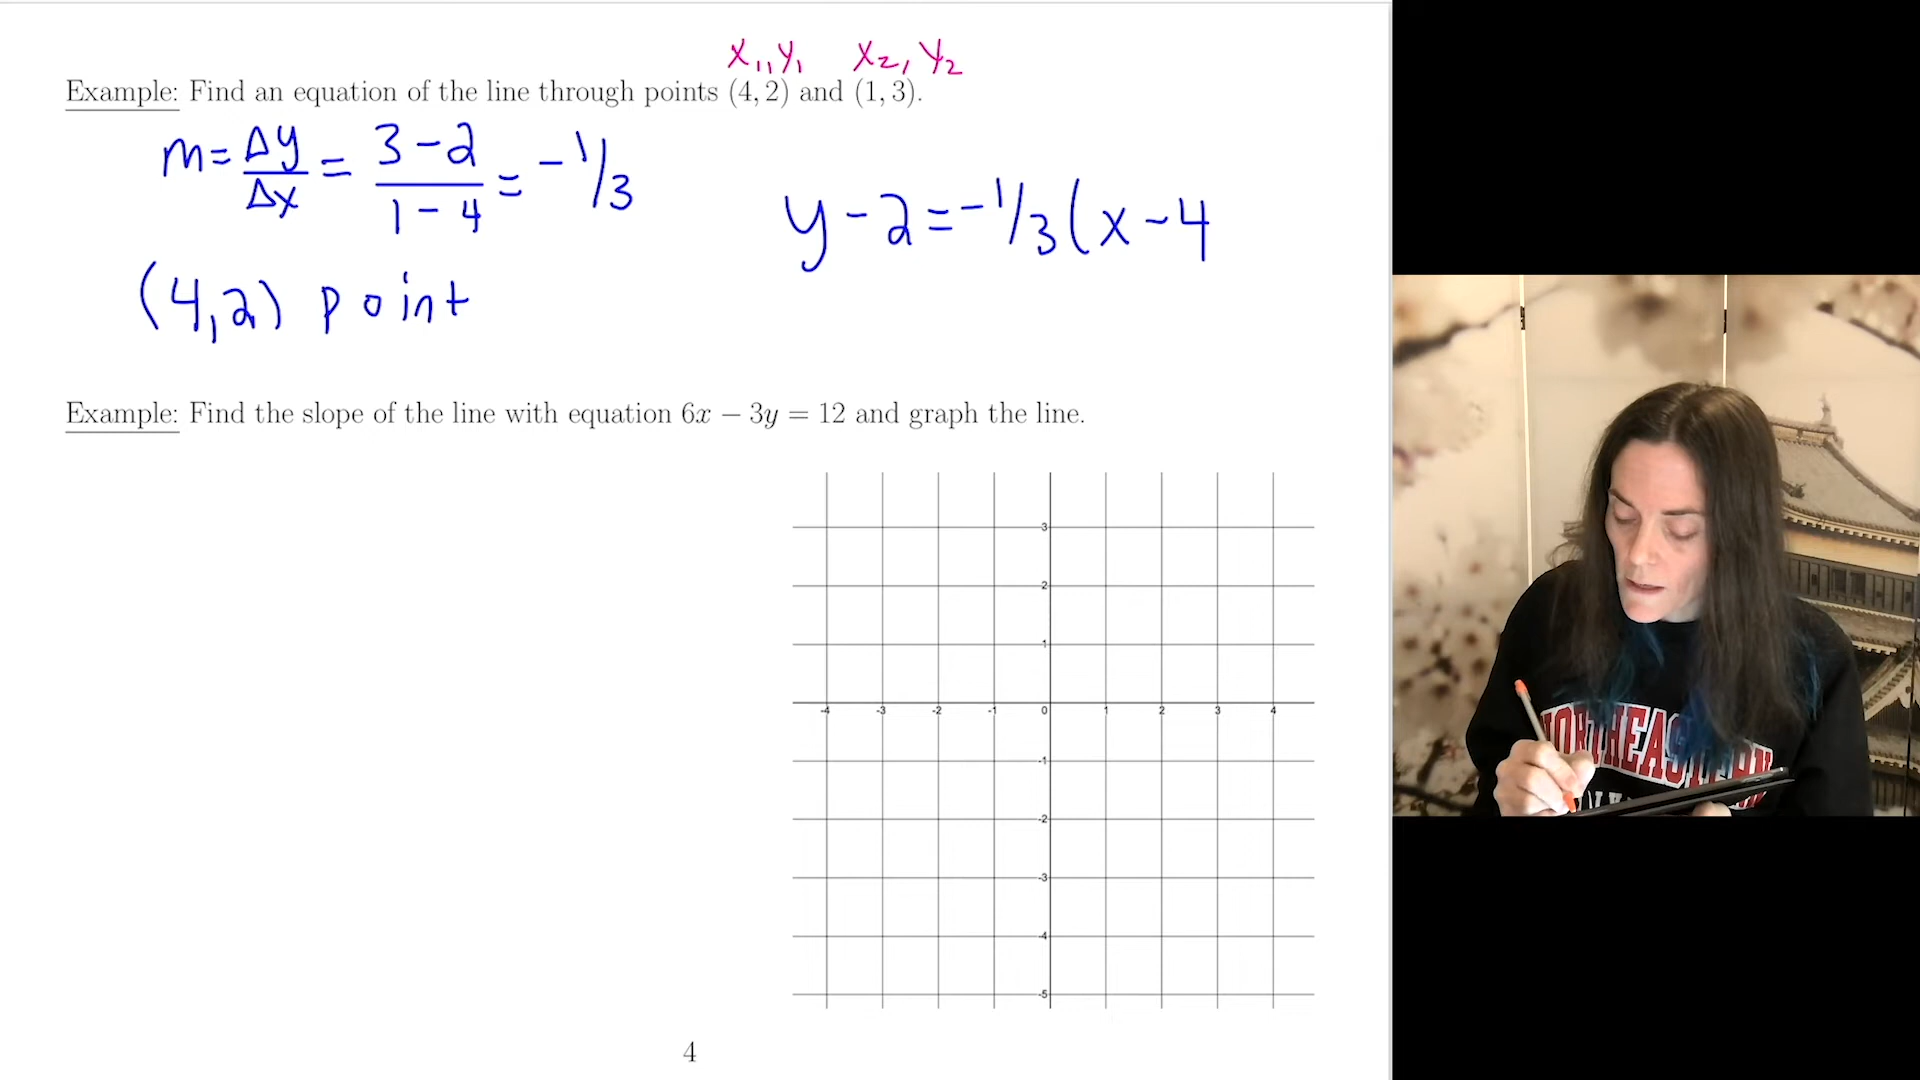 x₁,y₁ x₂,y₂
Example: Find an equation of the line through points (4, 2) and (1, 3).
m = Δy/Δx = (3-2)/(1-4) = -1/3
y-2 = -1/3(x-4
(4,2) point
Example: Find the slope of the line with equation 6x − 3y = 12 and graph the line.
3
2
1
-4 -3 -2 -1 0 1 2 3 4
-1
-2
-3
-4
-5
4
NORTHEASTERN